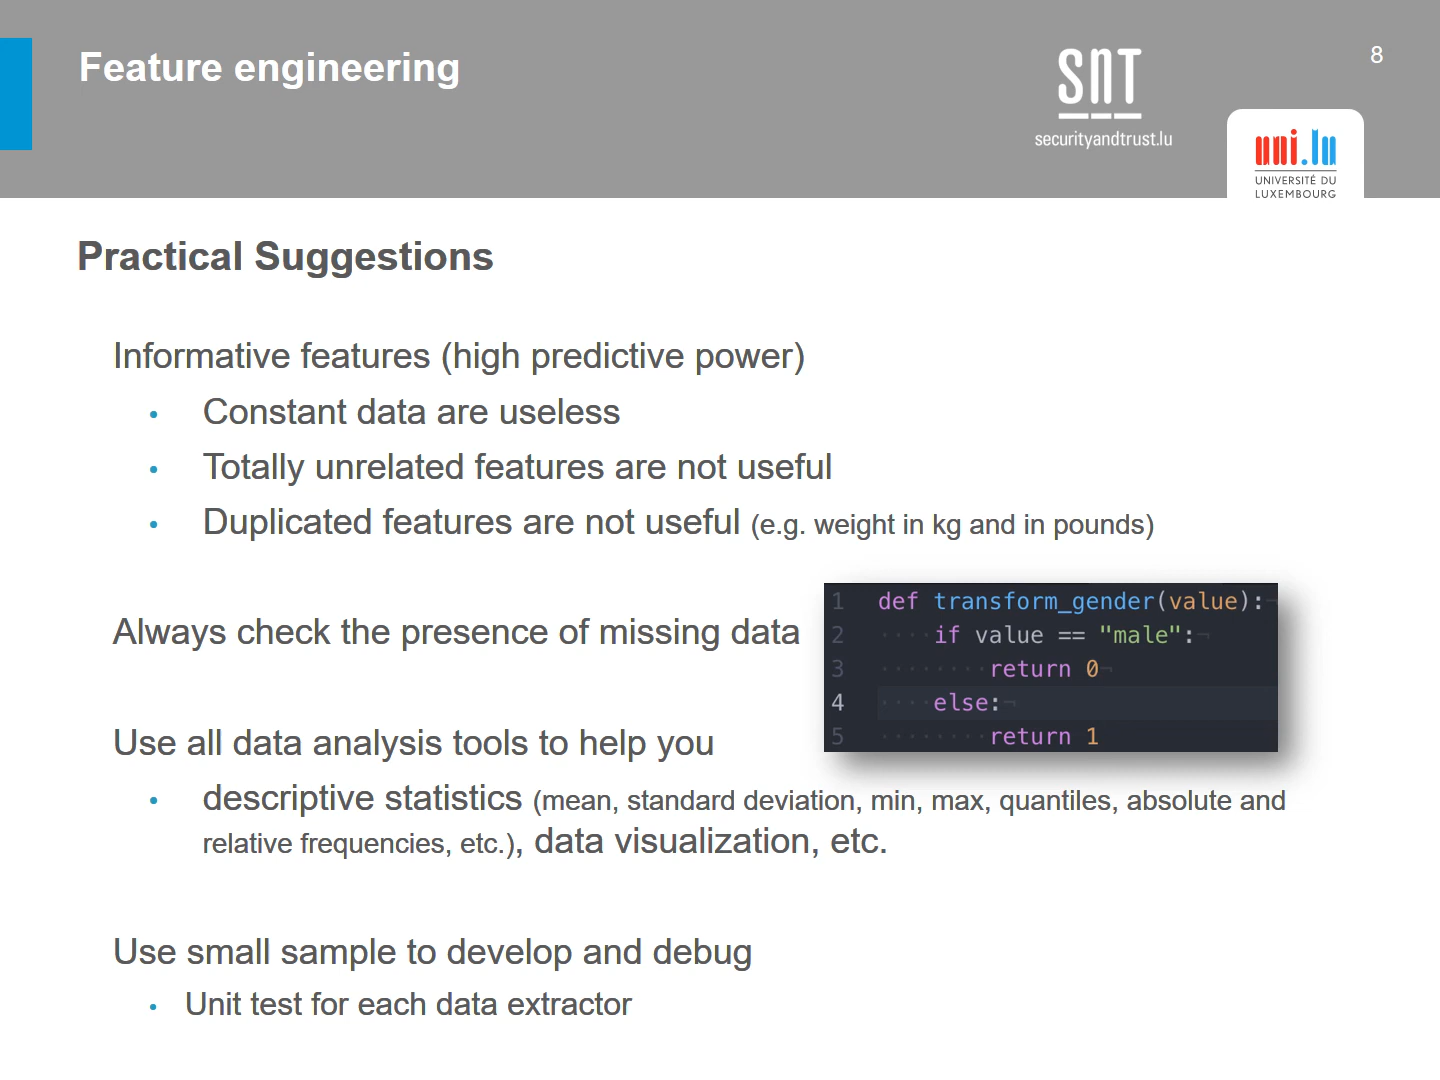 Feature engineering
SNT
securityandtrust.lu
8
uni.lu
UNIVERSITÉ DU
LUXEMBOURG
Practical Suggestions
Informative features (high predictive power)
• Constant data are useless
• Totally unrelated features are not useful
• Duplicated features are not useful (e.g. weight in kg and in pounds)
Always check the presence of missing data
1 def transform_gender(value):¬
2 ····if value == "male":¬
3 ········return 0¬
4 ····else:¬
5 ········return 1
Use all data analysis tools to help you
• descriptive statistics (mean, standard deviation, min, max, quantiles, absolute and
relative frequencies, etc.), data visualization, etc.
Use small sample to develop and debug
• Unit test for each data extractor